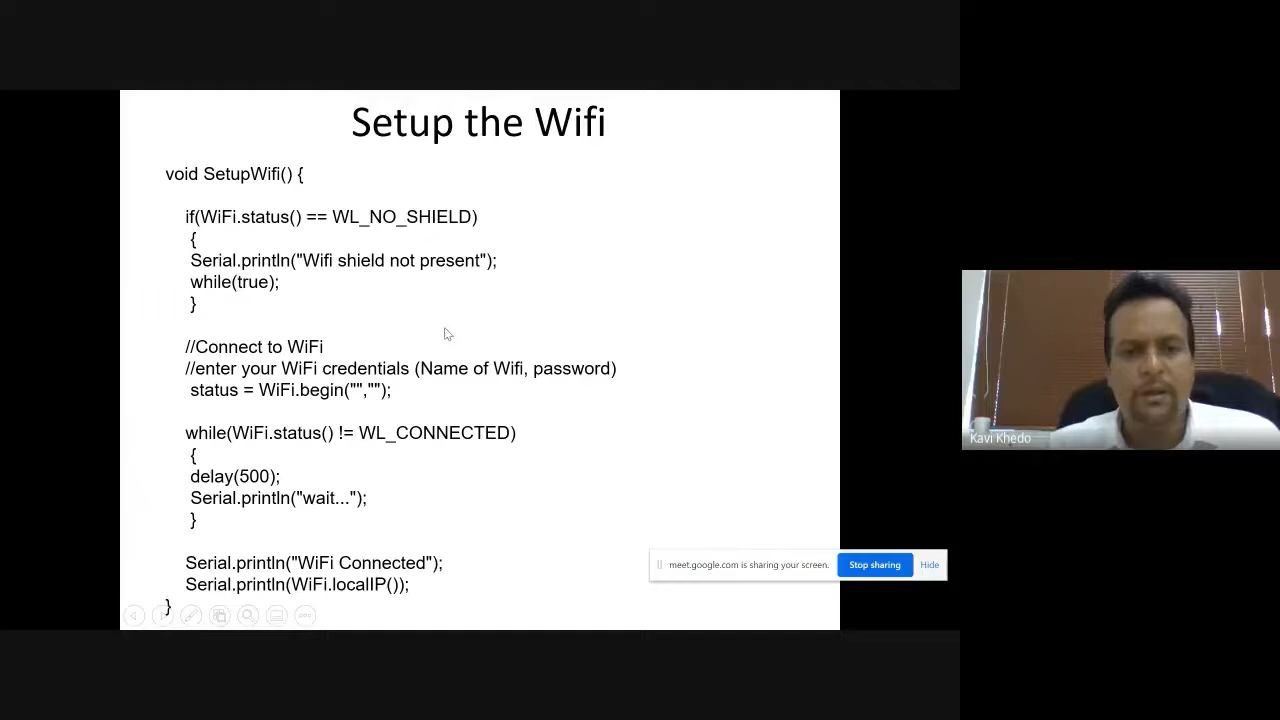 Setup the Wifi
void SetupWifi() {
if(WiFi.status() == WL_NO_SHIELD)
{
Serial.println("Wifi shield not present");
while(true);
}
//Connect to WiFi
//enter your WiFi credentials (Name of Wifi, password)
status = WiFi.begin("","");
while(WiFi.status() != WL_CONNECTED)
{
delay(500);
Serial.println("wait...");
}
Serial.println("WiFi Connected");
Serial.println(WiFi.localIP());
}
meet.google.com is sharing your screen.
Stop sharing
Hide
Kavi Khedo